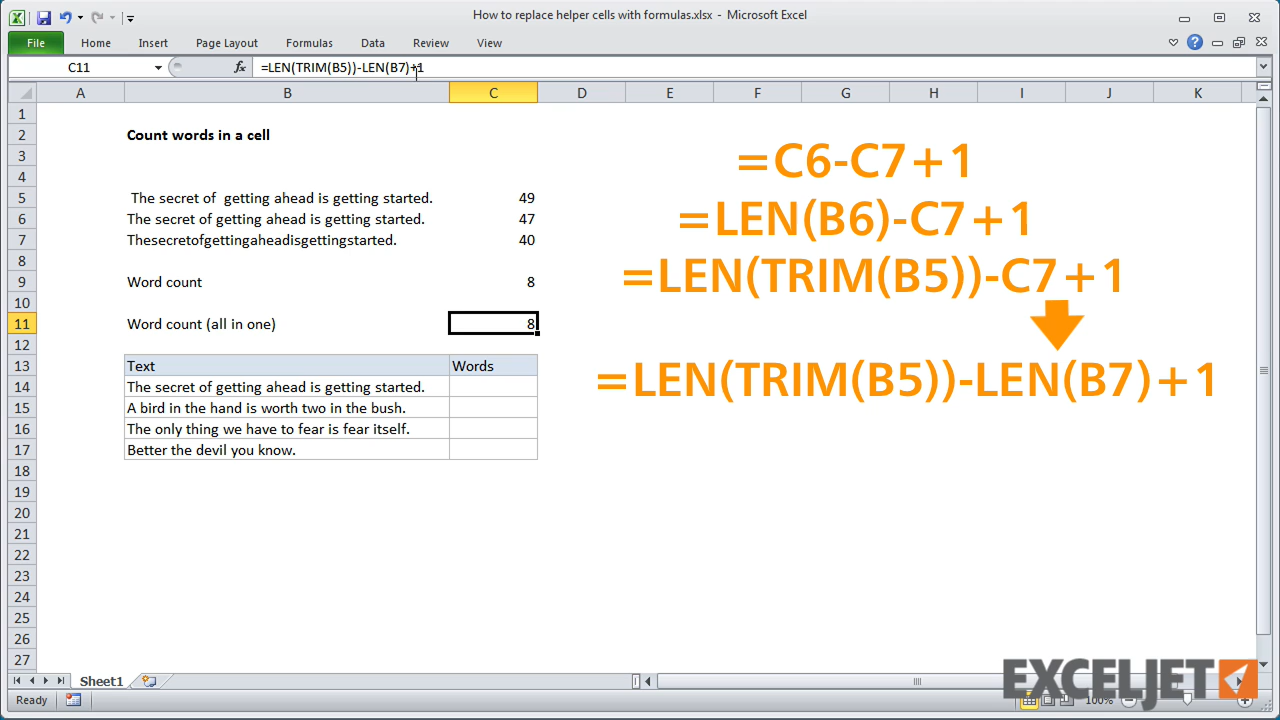 How to replace helper cells with formulas.xlsx - Microsoft Excel
File Home Insert Page Layout Formulas Data Review View
C11 fx =LEN(TRIM(B5))-LEN(B7)+1
A B C D E F G H I J K
1
2 Count words in a cell
3
=C6-C7+1
4
5 The secret of  getting ahead is getting started. 49
6 The secret of getting ahead is getting started. 47
=LEN(B6)-C7+1
7 Thesecretofgettingaheadisgettingstarted. 40
8
9 Word count 8
=LEN(TRIM(B5))-C7+1
10
11 Word count (all in one) 8
12
13 Text Words
14 The secret of getting ahead is getting started.
=LEN(TRIM(B5))-LEN(B7)+1
15 A bird in the hand is worth two in the bush.
16 The only thing we have to fear is fear itself.
17 Better the devil you know.
18
19
20
21
22
23
24
25
26
27
Sheet1
EXCELJET
Ready 100%